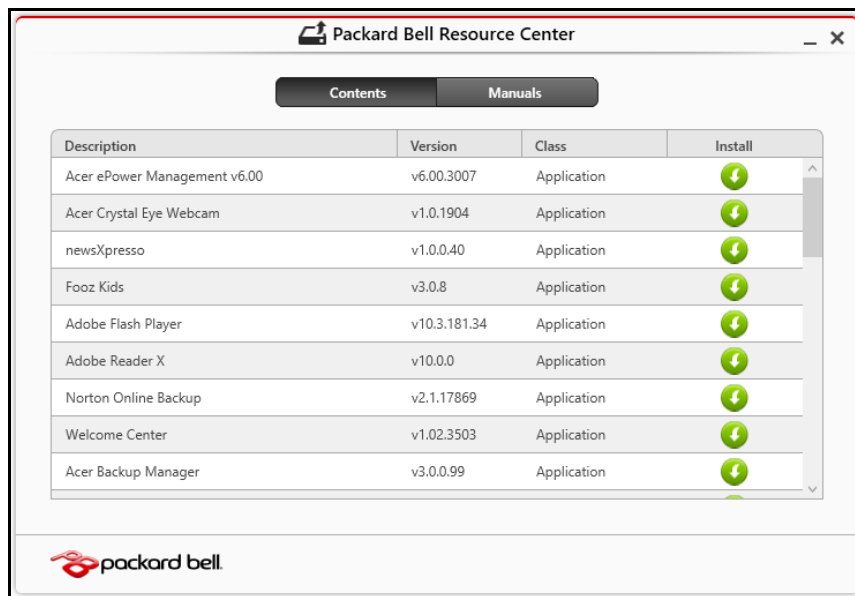 Packard Bell Resource Center
Contents Manuals
Description Version Class Install
Acer ePower Management v6.00 v6.00.3007 Application
Acer Crystal Eye Webcam v1.0.1904 Application
newsXpresso v1.0.0.40 Application
Fooz Kids v3.0.8 Application
Adobe Flash Player v10.3.181.34 Application
Adobe Reader X v10.0.0 Application
Norton Online Backup v2.1.17869 Application
Welcome Center v1.02.3503 Application
Acer Backup Manager v3.0.0.99 Application
packard bell.